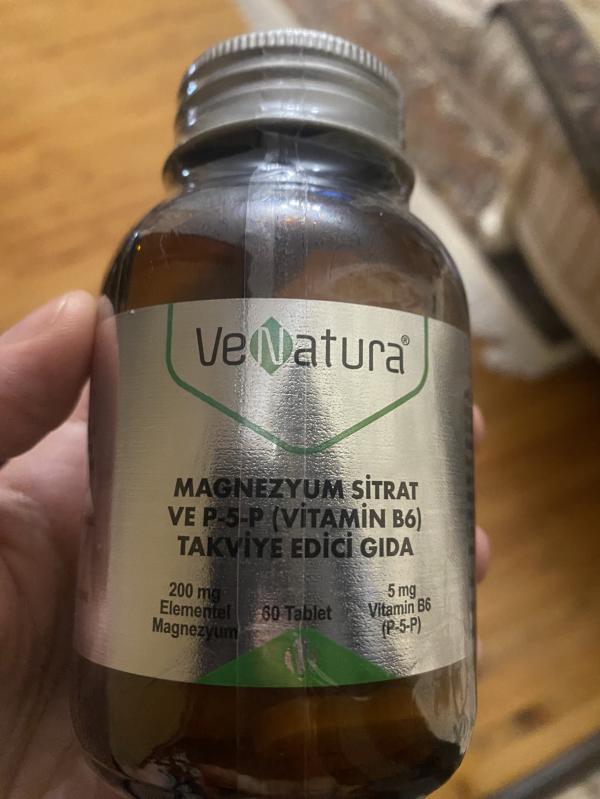 VeNatura®
MAGNEZYUM SİTRAT
VE P-5-P (VİTAMİN B6)
TAKVİYE EDİCİ GIDA
200 mg
Elementel
Magnezyum
60 Tablet
5 mg
Vitamin B6
(P-5-P)